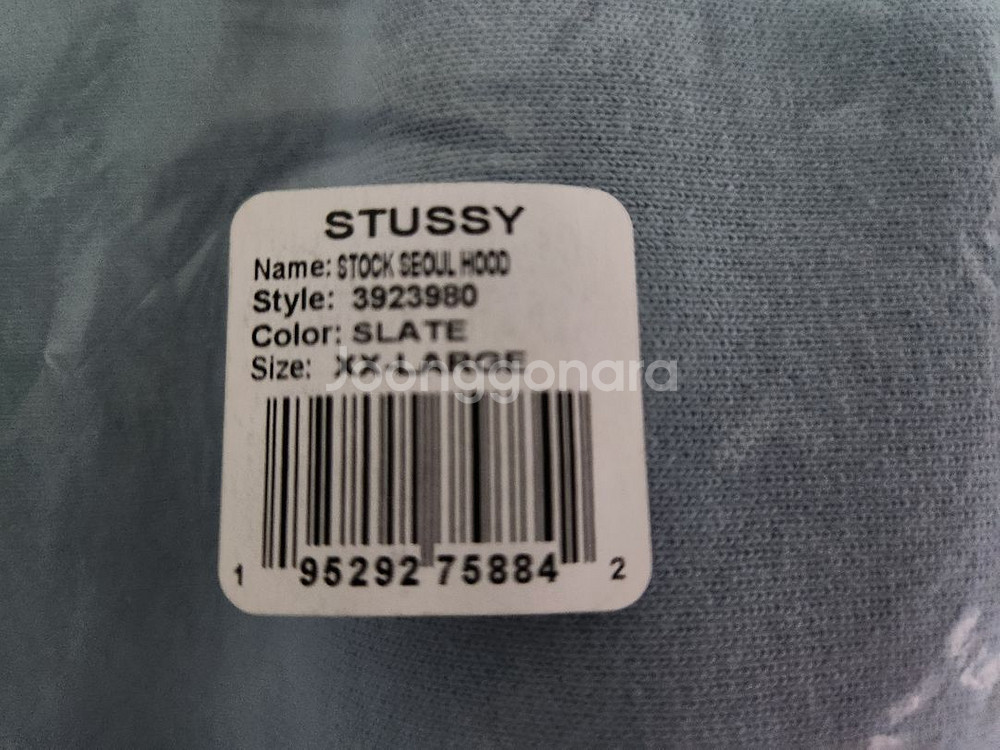 STUSSY
Name: STOCK SEOUL HOOD
Style: 3923980
Color: SLATE
Size: XX-LARGE
Joonggonara
1 95292 75884 2